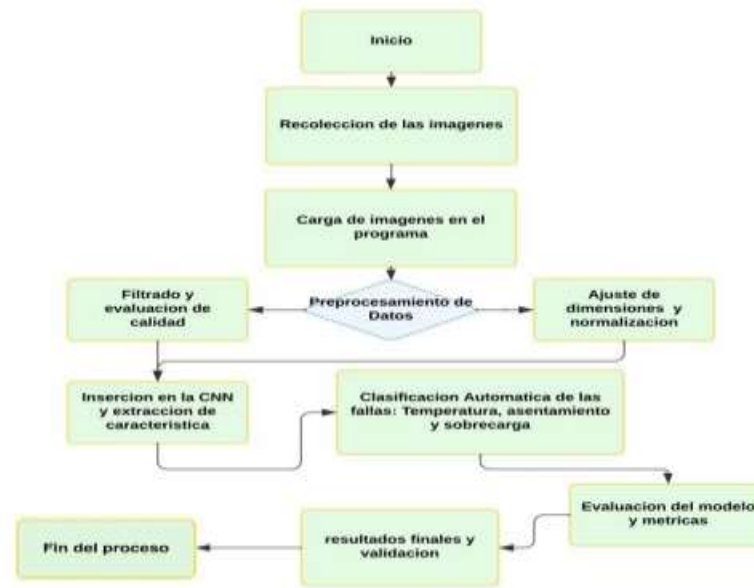 Inicio
Recoleccion de las imagenes
Carga de imagenes en el
programa
Preprocesamiento de
Datos
Filtrado y
evaluacion de
calidad
Ajuste de
dimensiones y
normalizacion
Insercion en la CNN
y extraccion de
caracteristica
Clasificacion Automatica de las
fallas: Temperatura, asentamiento
y sobrecarga
Evaluacion del modelo
y metricas
resultados finales y
validacion
Fin del proceso